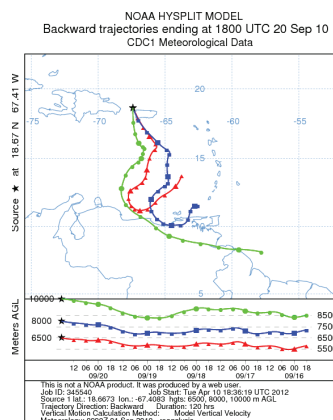 NOAA HYSPLIT MODEL
Backward trajectories ending at 1800 UTC 20 Sep 10
CDC1 Meteorological Data
Source ★ at 18.67 N 67.41 W
-75 -70 -65 -60 -55
20
15
10
5
Meters AGL
10000
8000
6500
850
750
650
550
12 06 00 18 12 06 00 18 12 06 00 18 12 06 00 18 12 06 00 18
09/20 09/19 09/18 09/17 09/16
This is not a NOAA product. It was produced by a web user.
Job ID: 345540 Job Start: Tue Apr 10 18:36:19 UTC 2012
Source 1 lat.: 18.6673 lon.: -67.4083 hgts: 6500, 8000, 10000 m AGL
Trajectory Direction: Backward Duration: 120 hrs
Vertical Motion Calculation Method: Model Vertical Velocity